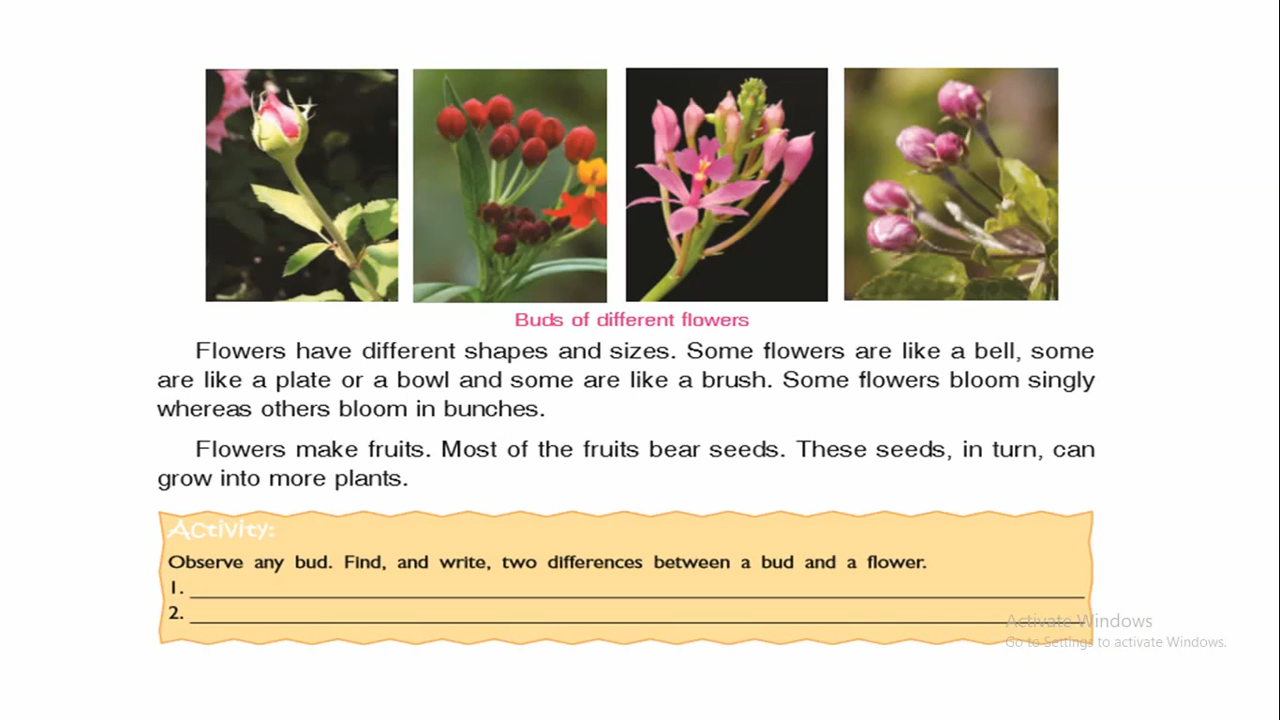 Buds of different flowers
Flowers have different shapes and sizes. Some flowers are like a bell, some
are like a plate or a bowl and some are like a brush. Some flowers bloom singly
whereas others bloom in bunches.
Flowers make fruits. Most of the fruits bear seeds. These seeds, in turn, can
grow into more plants.
Activity:
Observe any bud. Find, and write, two differences between a bud and a flower.
1.
2.
Activate Windows
Go to Settings to activate Windows.